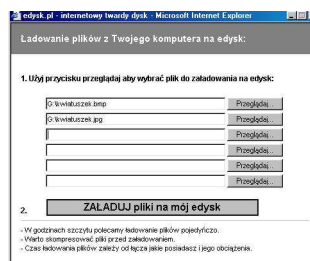 edysk.pl - internetowy twardy dysk - Microsoft Internet Explorer
Ładowanie plików z Twojego komputera na edysk:
1. Użyj przycisku przeglądaj aby wybrać plik do załadowania na edysk:
G:\kwiatuszek.bmp Przeglądaj...
G:\kwiatuszek.jpg Przeglądaj...
Przeglądaj...
Przeglądaj...
Przeglądaj...
Przeglądaj...
2. ZAŁADUJ pliki na mój edysk
- W godzinach szczytu polecamy ładowanie plików pojedyńczo.
- Warto skompresować pliki przed załadowaniem.
- Czas ładowania plików zależy od łącza jakie posiadasz i jego obciążenia.